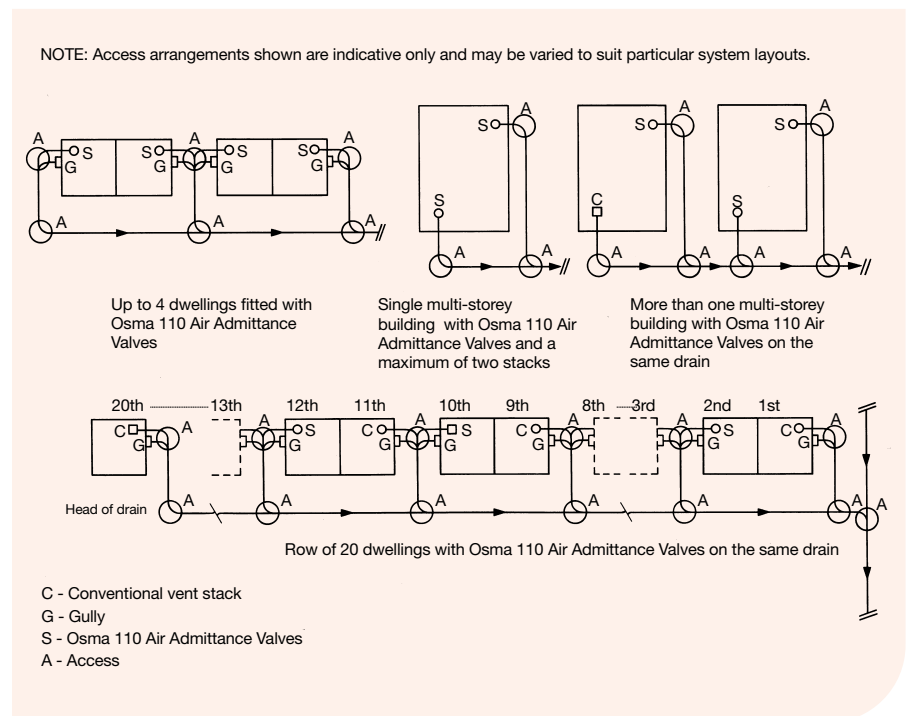 NOTE: Access arrangements shown are indicative only and may be varied to suit particular system layouts.
A A A
S S S S
G G G G
A A A
A
S
S
A A
A A
S S
C S
A A A A
Up to 4 dwellings fitted with
Osma 110 Air Admittance
Valves
Single multi-storey
building with Osma 110 Air
Admittance Valves and a
maximum of two stacks
More than one multi-storey
building with Osma 110 Air
Admittance Valves on the
same drain
20th 13th 12th 11th 10th 9th 8th 3rd 2nd 1st
A A A A A A
C S C S C S C
G G G G G G G
Head of drain A A A A A A A
Row of 20 dwellings with Osma 110 Air Admittance Valves on the same drain
C - Conventional vent stack
G - Gully
S - Osma 110 Air Admittance Valves
A - Access